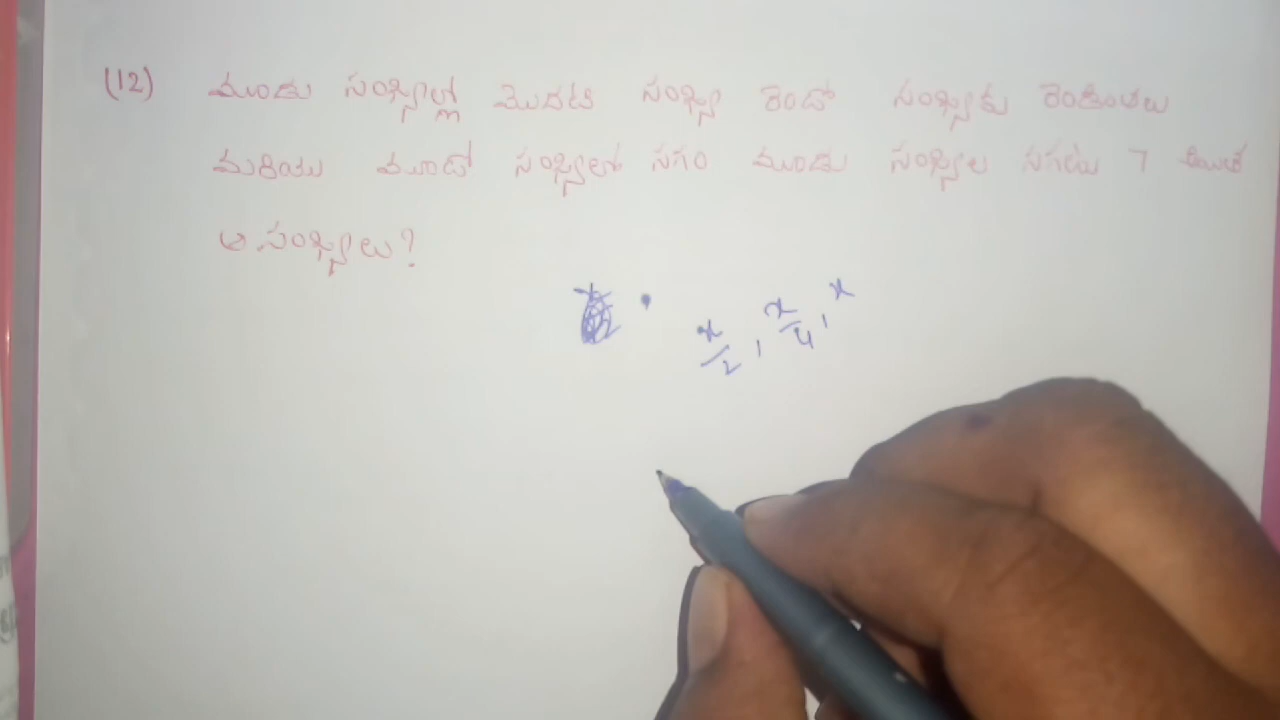 (12) మూడు సంఖ్యల్లో మొదటి సంఖ్య రెండో సంఖ్యకు రెండింతలు
మరియు మూడో సంఖ్యలో సగం మూడు సంఖ్యల సగటు 7 అయిత
ఆ సంఖ్యలు?
x/2, x/4, x